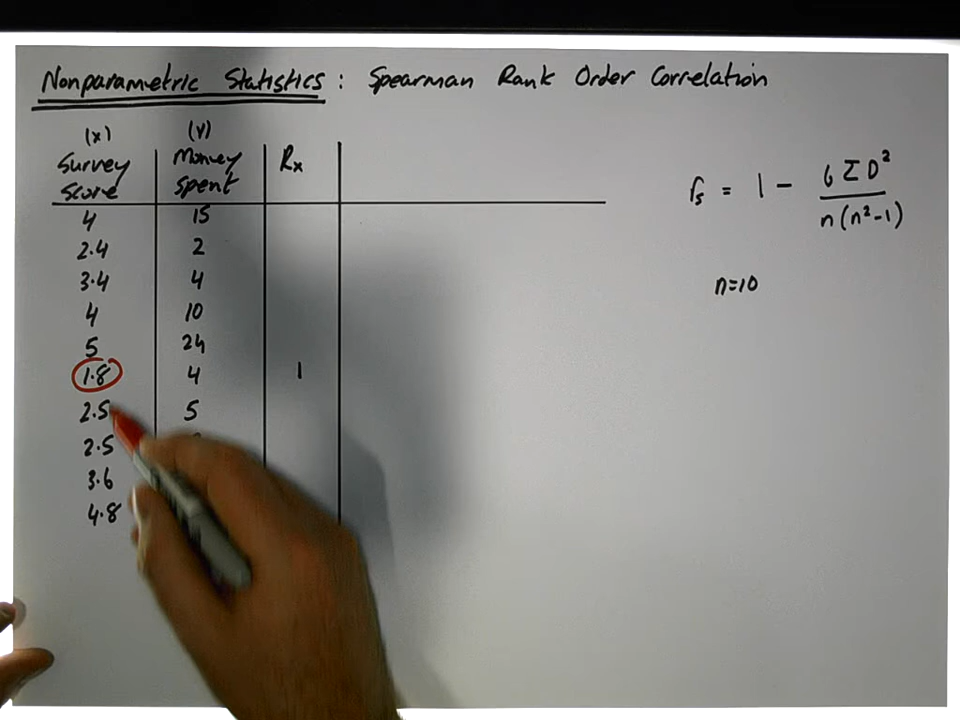 Nonparametric Statistics : Spearman Rank Order Correlation
(x) (y)
Survey Score Money Spent Rx
4 15
2.4 2
3.4 4
4 10
5 24
1.8 4 1
2.5 5
2.5
3.6
4.8
rs = 1 - 6ΣD²
n(n²-1)
n=10